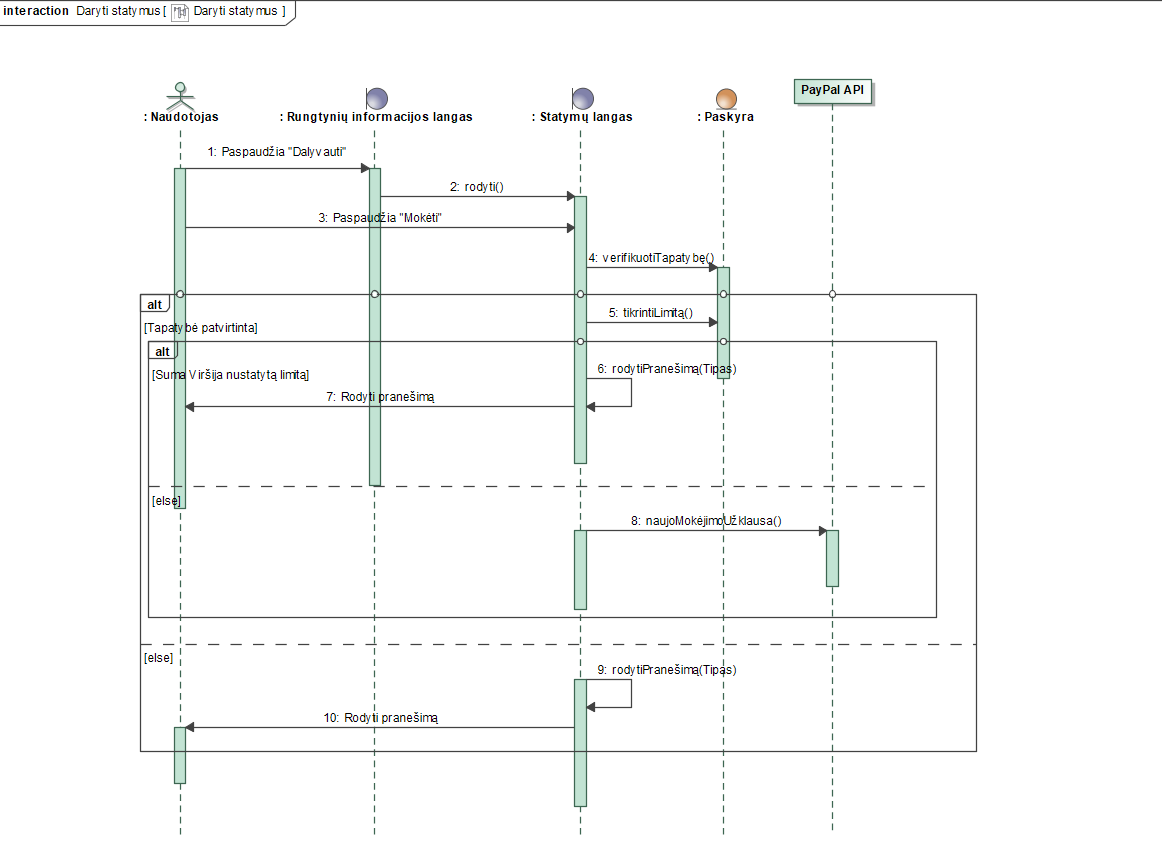 interaction Daryti statymus [ Daryti statymus ]
PayPal API
: Naudotojas
: Rungtynių informacijos langas
: Statymų langas
: Paskyra
1: Paspaudžia "Dalyvauti"
2: rodyti()
3: Paspaudžia "Mokėti"
4: verifikuotiTapatybę()
alt
5: tikrintiLimitą()
[Tapatybė patvirtinta]
alt
6: rodytiPranešimą(Tipas)
[Suma Viršija nustatytą limitą]
7: Rodyti pranešimą
[else]
8: naujoMokėjimoUžklausa()
[else]
9: rodytiPranešimą(Tipas)
10: Rodyti pranešimą